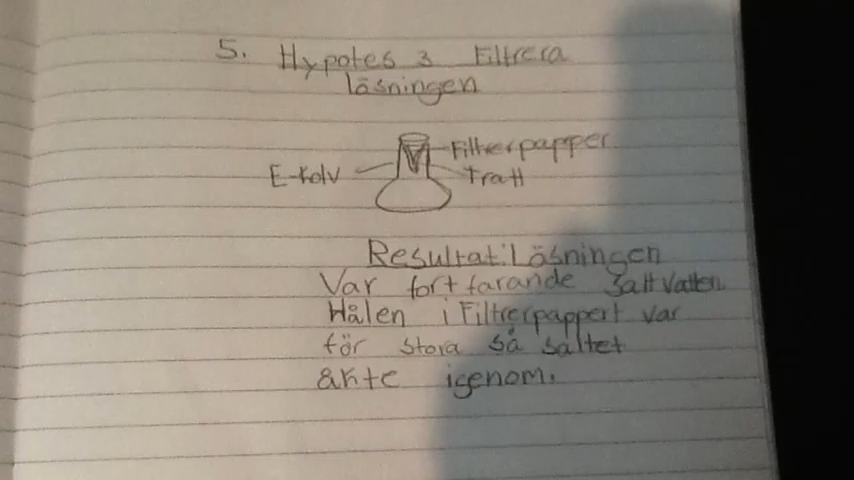 5. Hypotes 3 Filtrera
lösningen
Filterpapper
E-Kolv
Tratt
Resultat: Lösningen
Var fortfarande Saltvatten.
Hålen i Filtrerpappert var
för stora så saltet
åkte igenom.